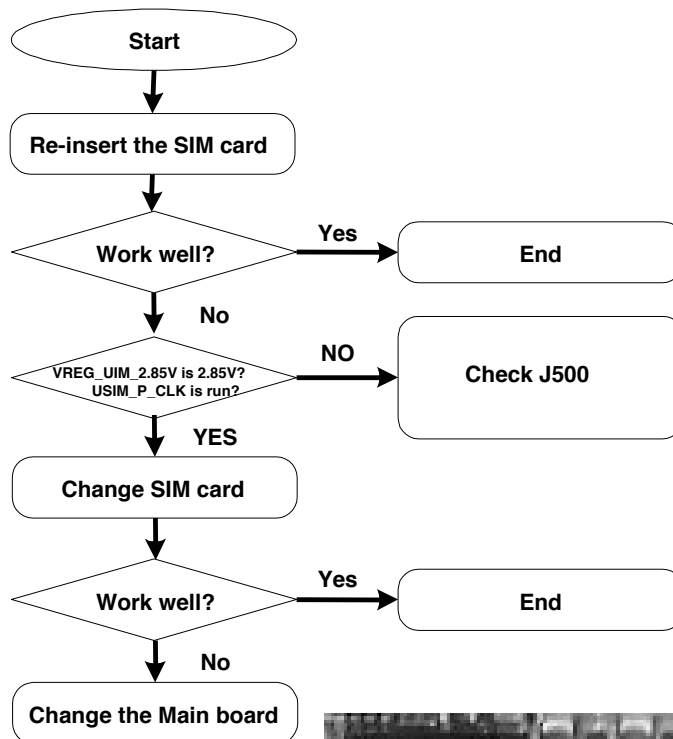 Start
Re-insert the SIM card
Work well?
Yes
End
No
VREG_UIM_2.85V is 2.85V?
USIM_P_CLK is run?
NO
Check J500
YES
Change SIM card
Work well?
Yes
End
No
Change the Main board